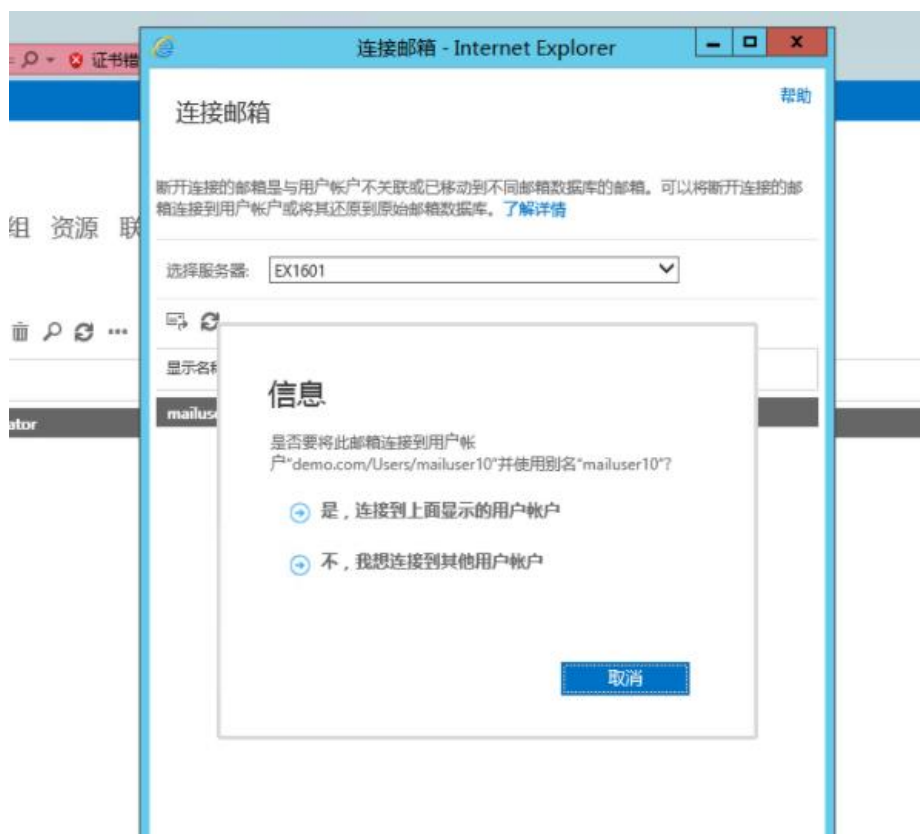 连接邮箱 - Internet Explorer
证书错
帮助
连接邮箱
断开连接的邮箱是与用户帐户不关联或已移动到不同邮箱数据库的邮箱。可以将断开连接的邮
箱连接到用户帐户或将其还原到原始邮箱数据库。了解详情
组 资源 联
选择服务器: EX1601
显示名称
信息
mailuse
ator
是否要将此邮箱连接到用户帐
户"demo.com/Users/mailuser10"并使用别名"mailuser10"?
是，连接到上面显示的用户帐户
不，我想连接到其他用户帐户
取消